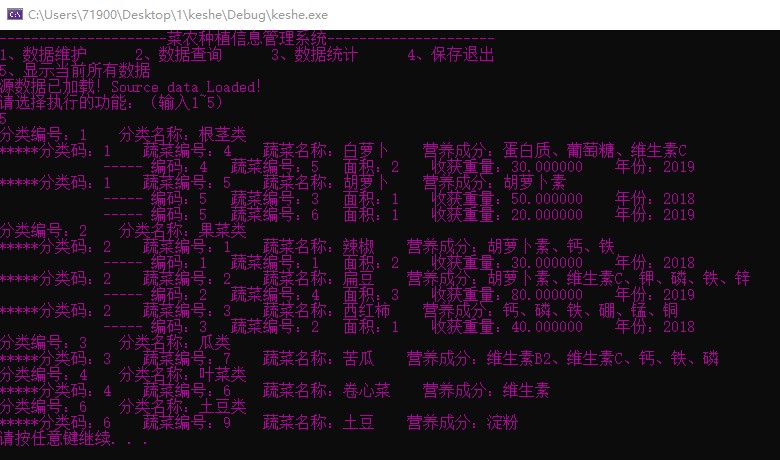 C:\Users\71900\Desktop\1\keshe\Debug\keshe.exe
---------------------菜农种植信息管理系统---------------------
1、数据维护 2、数据查询 3、数据统计 4、保存退出
5、显示当前所有数据
源数据已加载! Source data Loaded!
请选择执行的功能: (输入1~5)
5
分类编号: 1 分类名称: 根茎类
*****分类码: 1 蔬菜编号: 4 蔬菜名称: 白萝卜 营养成分: 蛋白质、葡萄糖、维生素C
----- 编码: 4 蔬菜编号: 5 面积: 2 收获重量: 30.000000 年份: 2019
*****分类码: 1 蔬菜编号: 5 蔬菜名称: 胡萝卜 营养成分: 胡萝卜素
----- 编码: 5 蔬菜编号: 3 面积: 1 收获重量: 50.000000 年份: 2018
----- 编码: 5 蔬菜编号: 6 面积: 1 收获重量: 20.000000 年份: 2019
分类编号: 2 分类名称: 果菜类
*****分类码: 2 蔬菜编号: 1 蔬菜名称: 辣椒 营养成分: 胡萝卜素、钙、铁
----- 编码: 1 蔬菜编号: 1 面积: 2 收获重量: 30.000000 年份: 2018
*****分类码: 2 蔬菜编号: 2 蔬菜名称: 扁豆 营养成分: 胡萝卜素、维生素C、钾、磷、铁、锌
----- 编码: 2 蔬菜编号: 4 面积: 3 收获重量: 80.000000 年份: 2019
*****分类码: 2 蔬菜编号: 3 蔬菜名称: 西红柿 营养成分: 钙、磷、铁、硼、锰、铜
----- 编码: 3 蔬菜编号: 2 面积: 1 收获重量: 40.000000 年份: 2018
分类编号: 3 分类名称: 瓜类
*****分类码: 3 蔬菜编号: 7 蔬菜名称: 苦瓜 营养成分: 维生素B2、维生素C、钙、铁、磷
分类编号: 4 分类名称: 叶菜类
*****分类码: 4 蔬菜编号: 6 蔬菜名称: 卷心菜 营养成分: 维生素
分类编号: 6 分类名称: 土豆类
*****分类码: 6 蔬菜编号: 9 蔬菜名称: 土豆 营养成分: 淀粉
请按任意键继续. . .